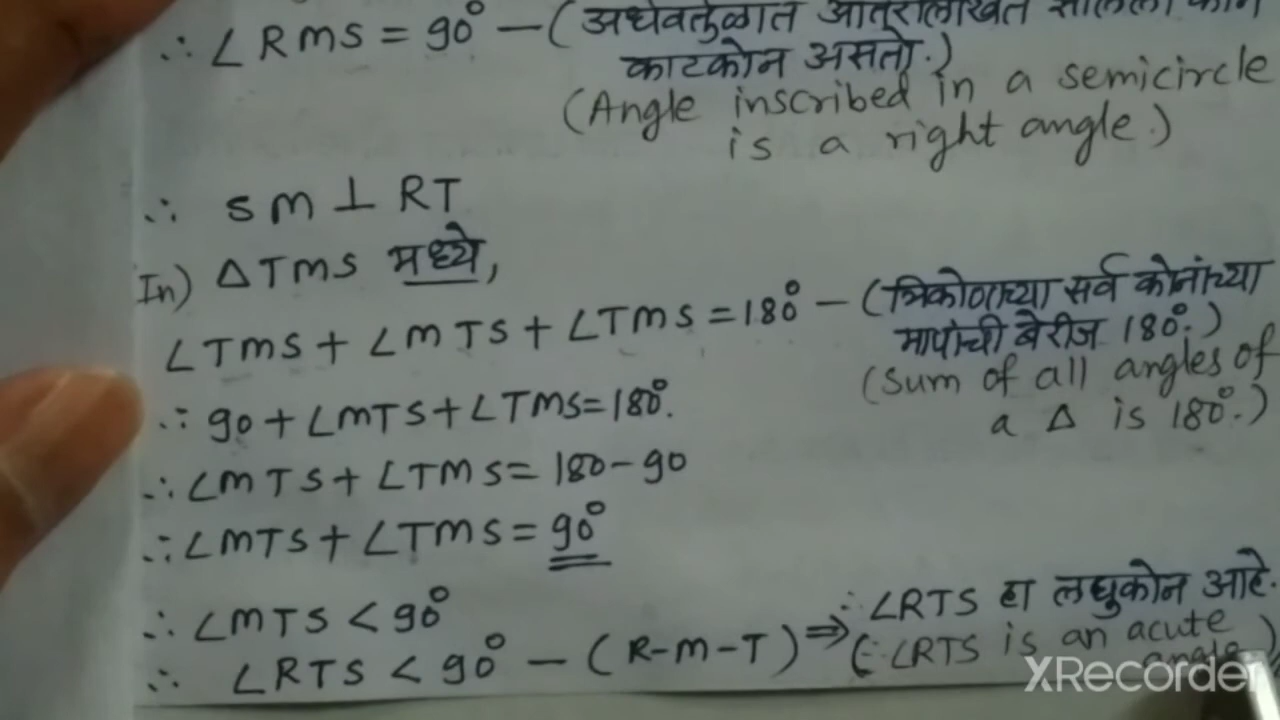 ∴ ∠RMS = 90° — (अर्धवर्तुळात आंतरलिखित
काटकोन असतो.)
(Angle inscribed in a semicircle
is a right angle.)
∴ SM ⊥ RT
In) ΔTMS मध्ये,
∠TMS + ∠MTS + ∠TMS = 180° — (त्रिकोणाच्या सर्व कोनांच्या
मापांची बेरीज 180°.)
(Sum of all angles of
a Δ is 180°.)
∴ 90 + ∠MTS + ∠TMS = 180°.
∴ ∠MTS + ∠TMS = 180 - 90
∴ ∠MTS + ∠TMS = 90°
∴ ∠MTS < 90°
∴ ∠RTS हा लघुकोन आहे.
∴ ∠RTS < 90° — (R-M-T) ⇒ (∴ ∠RTS is an acute
angle)
XRecorder